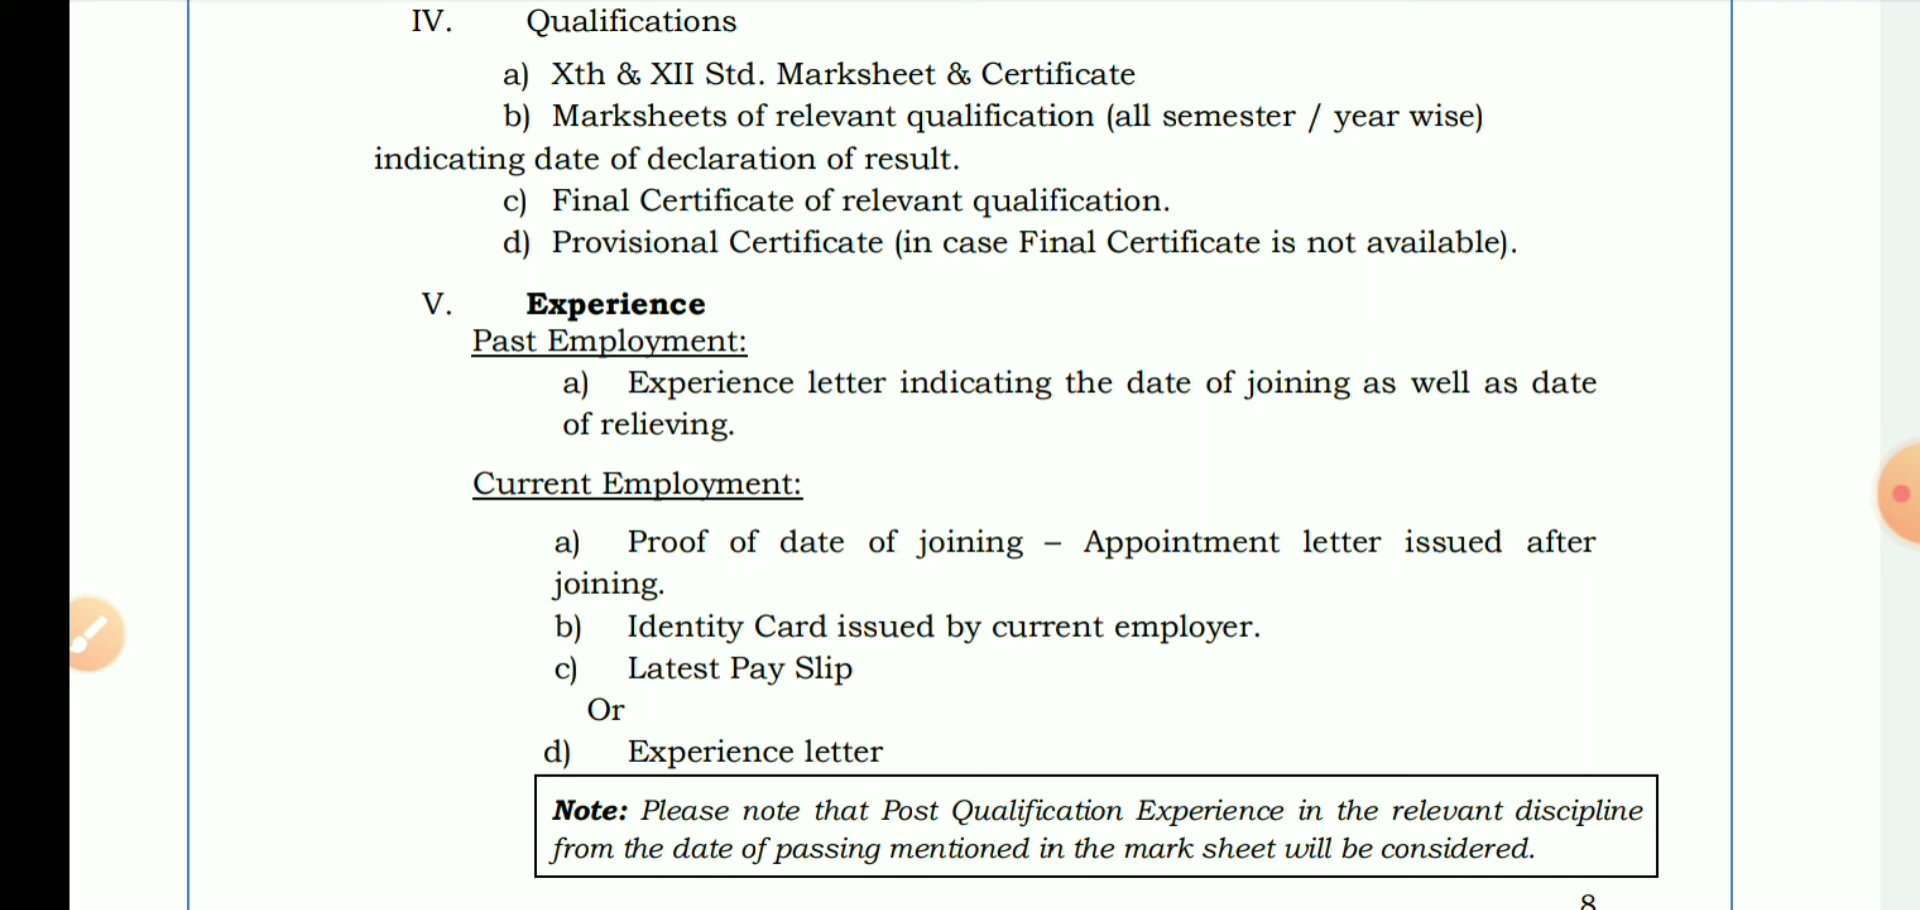 IV. Qualifications
a) Xth & XII Std. Marksheet & Certificate
b) Marksheets of relevant qualification (all semester / year wise)
indicating date of declaration of result.
c) Final Certificate of relevant qualification.
d) Provisional Certificate (in case Final Certificate is not available).
V. Experience
Past Employment:
a) Experience letter indicating the date of joining as well as date
of relieving.
Current Employment:
a) Proof of date of joining – Appointment letter issued after
joining.
b) Identity Card issued by current employer.
c) Latest Pay Slip
Or
d) Experience letter
Note: Please note that Post Qualification Experience in the relevant discipline
from the date of passing mentioned in the mark sheet will be considered.
8